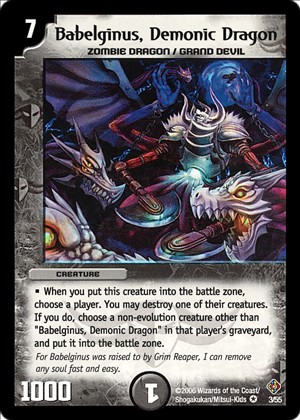 7
Babelginus, Demonic Dragon
ZOMBIE DRAGON / GRAND DEVIL
CREATURE
▪ When you put this creature into the battle zone,
choose a player. You may destroy one of their creatures.
If you do, choose a non-evolution creature other than
"Babelginus, Demonic Dragon" in that player's graveyard, and
put it into the battle zone.
For Babelginus was raised to by Grim Reaper, I can remove
any soul fast and easy.
1000
1
©2006 Wizards of the Coast/
Shogakukan/Mitsui-Kids
3/55